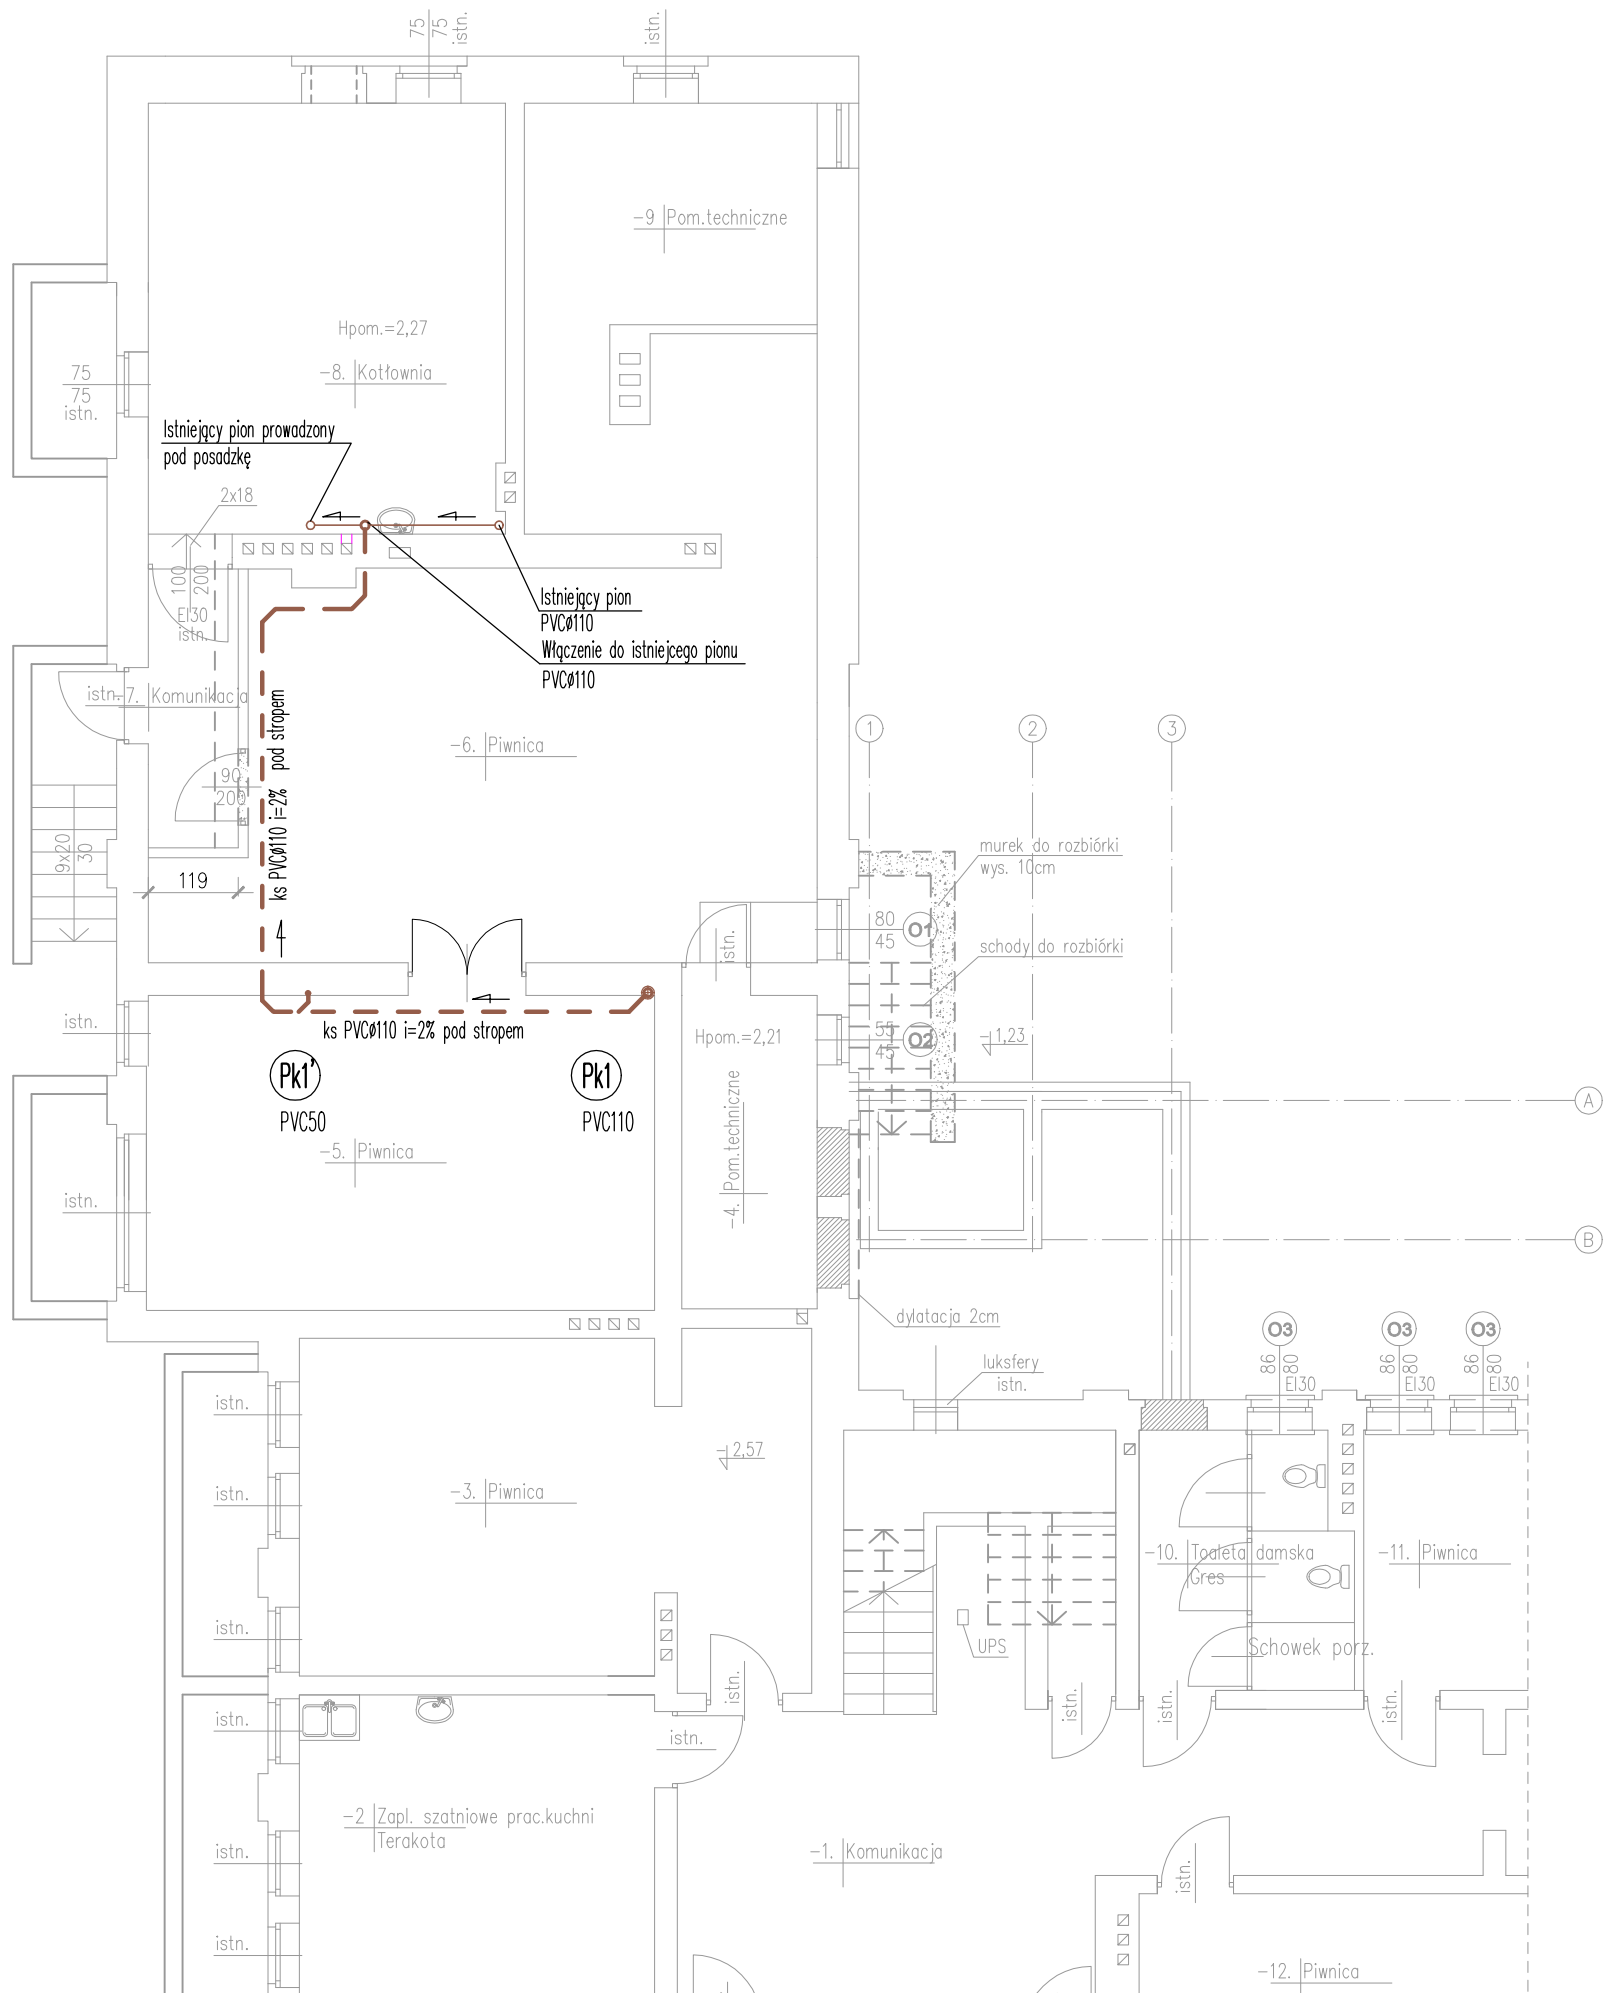 75
75
istn.
istn.
-9 Pom.techniczne
Hpom.=2,27
-8. Kotłownia
75
75
istn.
Istniejący pion prowadzony
pod posadzkę
2x18
100
200
EI30
istn.
Istniejący pion
PVCø110
Włączenie do istniejcego pionu
PVCø110
istn.
-7. Komunikacja
ks PVCø110 i=2% pod stropem
-6. Piwnica
90
200
1
2
3
9x20
30
119
murek do rozbiórki
wys. 10cm
80
45
O1
schody do rozbiórki
istn.
istn.
ks PVCø110 i=2% pod stropem
Hpom.=2,21
55
45
O2
-1,23
Pk1'
PVC50
Pk1
PVC110
A
-5. Piwnica
-4. Pom.techniczne
istn.
B
dylatacja 2cm
O3
O3
O3
86
80
EI30
86
80
EI30
86
80
EI30
luksfery
istn.
istn.
-2,57
-3. Piwnica
istn.
-10. Toaleta damska
Gres
-11. Piwnica
istn.
UPS
Schowek porz.
istn.
istn.
istn.
istn.
istn.
istn.
-2 Zapl. szatniowe prac.kuchni
Terakota
-1. Komunikacja
istn.
istn.
istn.
-12. Piwnica